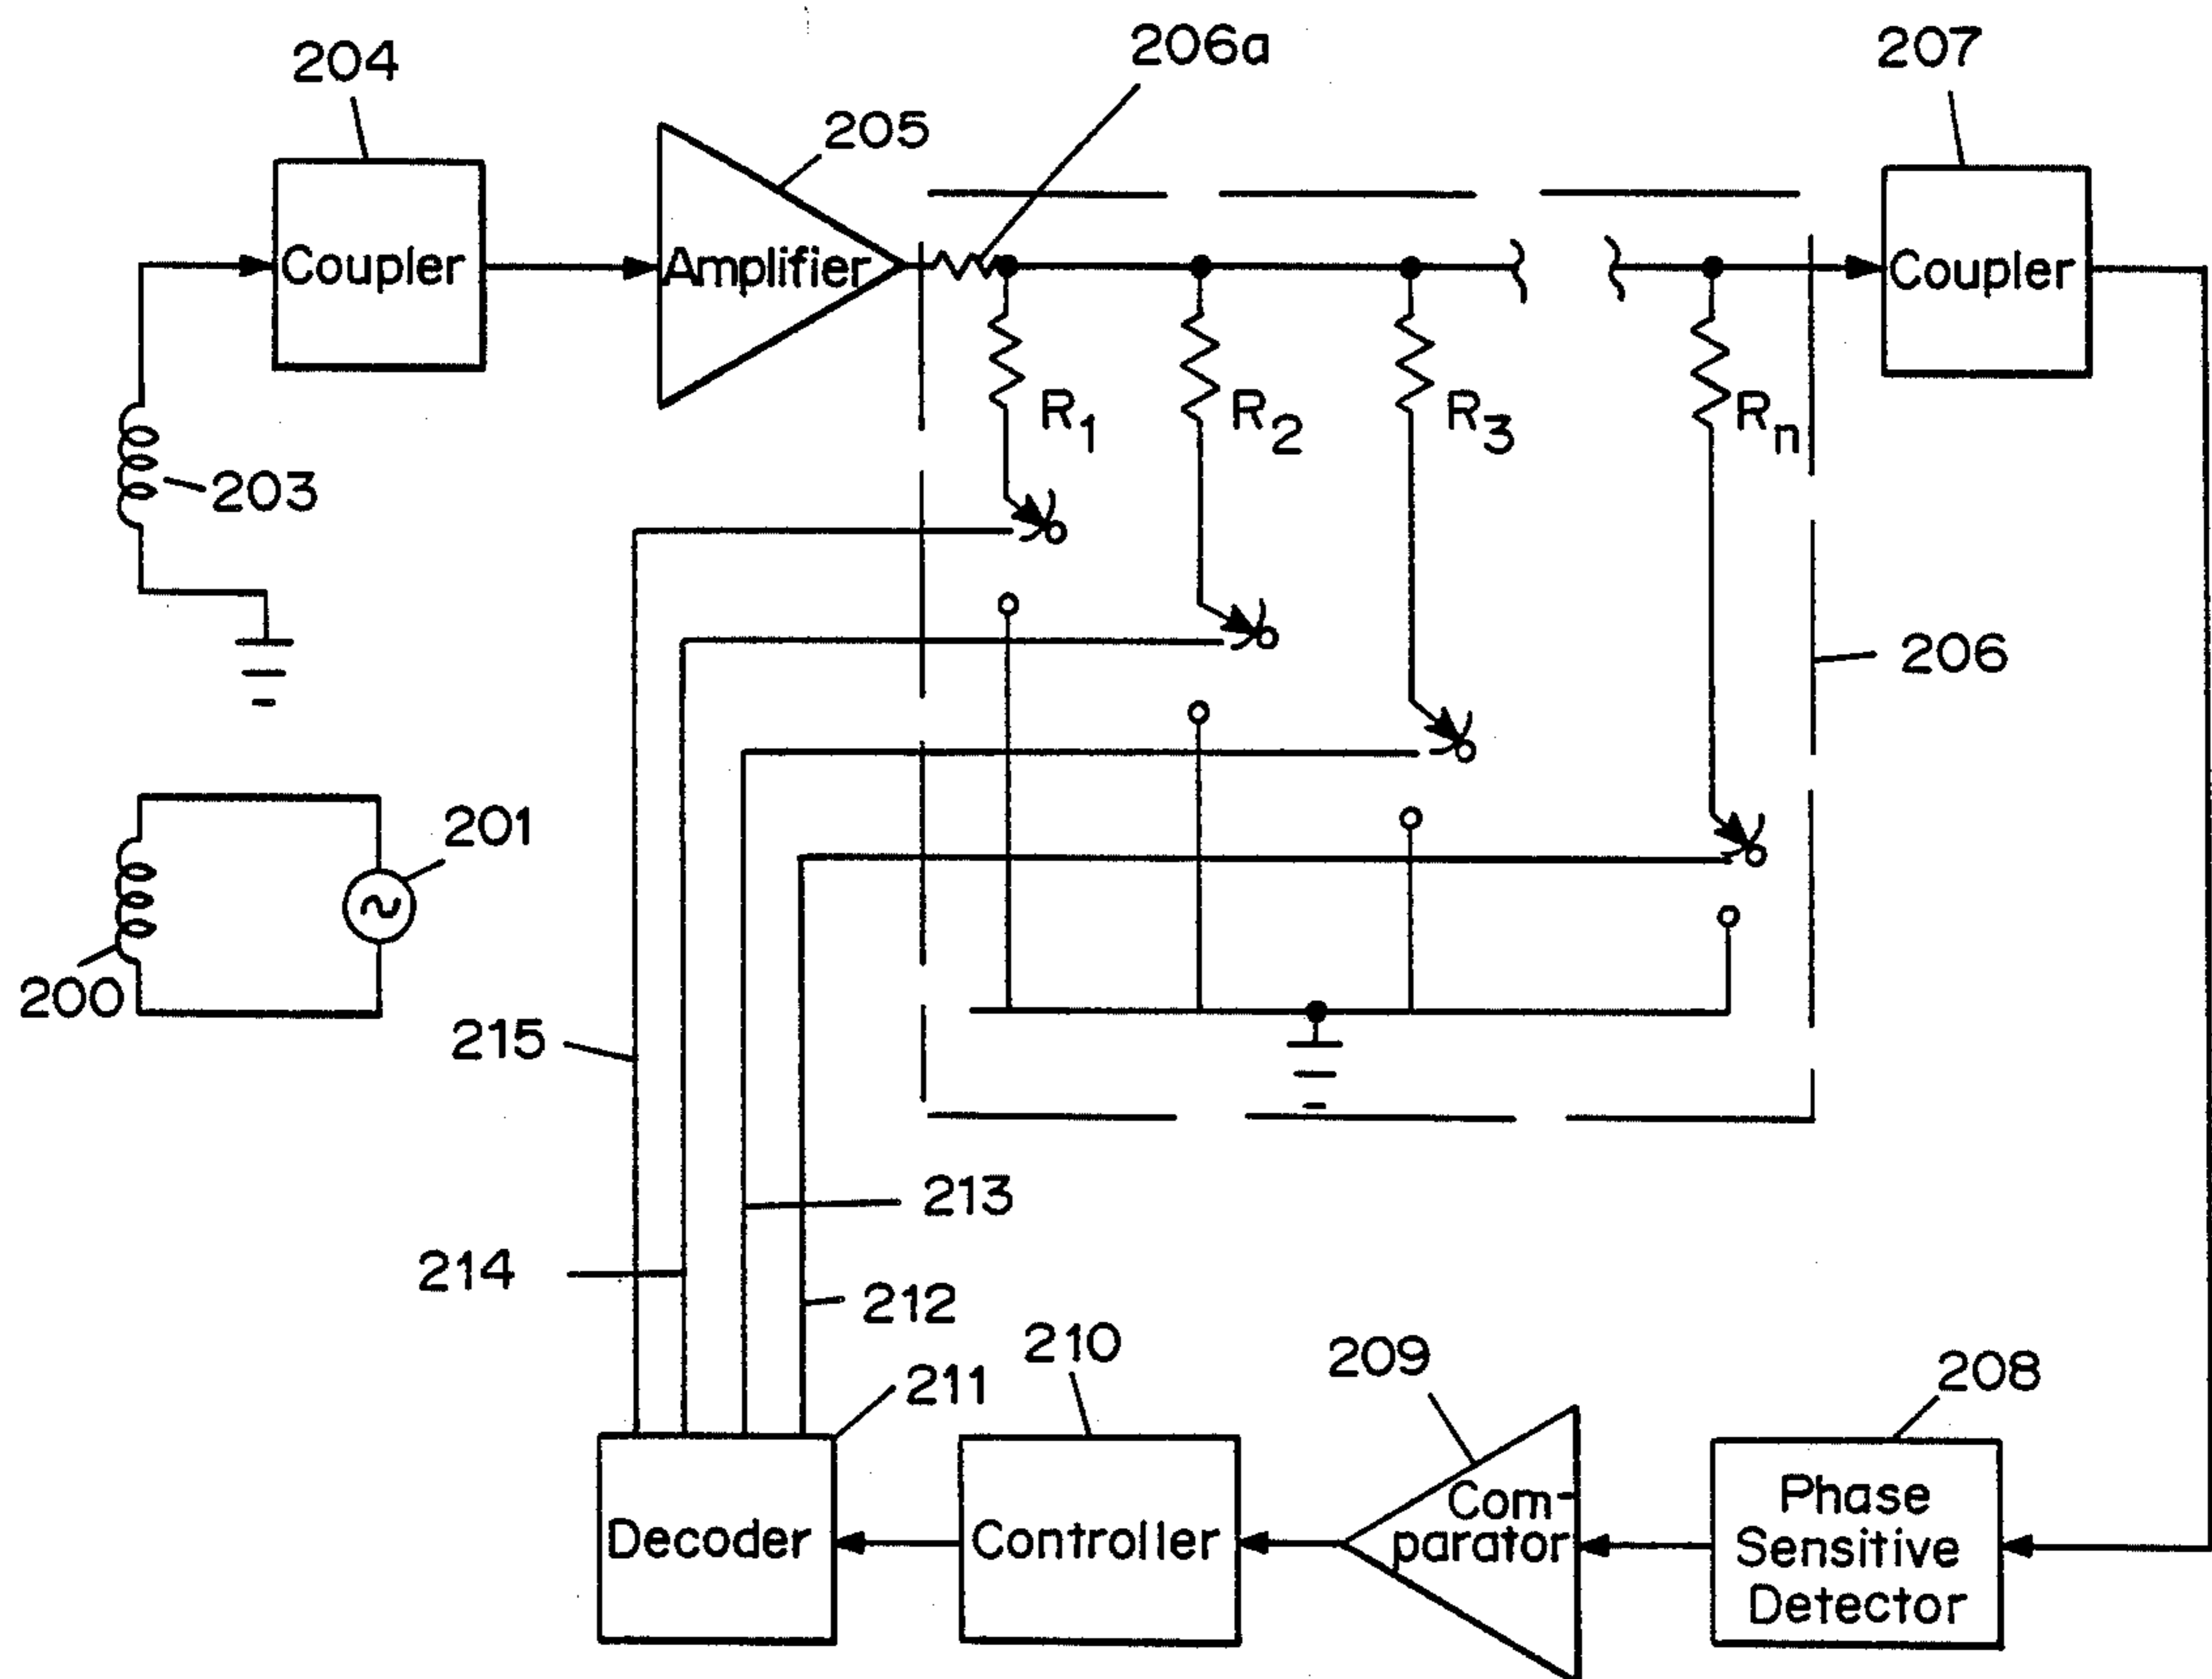 204
206a
207
205
Coupler
Amplifier
Coupler
R1
R2
R3
Rn
203
206
201
200
215
213
214
212
210
209
211
208
Decoder
Controller
Com-
parator
Phase
Sensitive
Detector